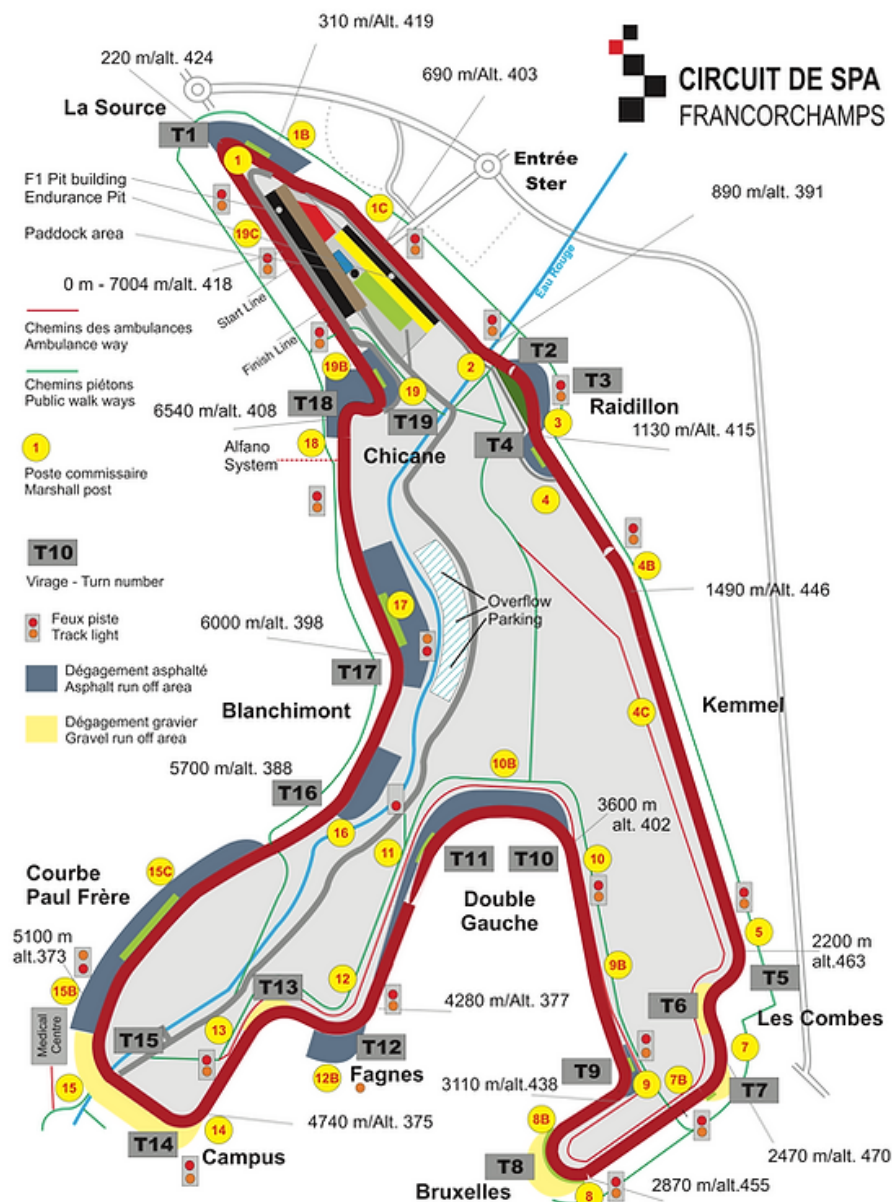 310 m/Alt. 419
220 m/alt. 424
690 m/Alt. 403
CIRCUIT DE SPA
FRANCORCHAMPS
La Source
T1
1B
1
Entrée
Ster
F1 Pit building
Endurance Pit
1C
890 m/alt. 391
19C
Paddock area
Eau Rouge
0 m - 7004 m/alt. 418
Start Line
Chemins des ambulances
Ambulance way
Finish Line
Chemins piétons
Public walk ways
19B
2
T2
T3
19
T18
6540 m/alt. 408
Raidillon
T19
3
1130 m/Alt. 415
18
T4
1
Alfano
System
Chicane
Poste commissaire
Marshall post
4
T10
Virage - Turn number
4B
1490 m/Alt. 446
Overflow
Parking
17
Feux piste
Track light
6000 m/alt. 398
T17
Dégagement asphalté
Asphalt run off area
Blanchimont
Kemmel
4C
Dégagement gravier
Gravel run off area
5700 m/alt. 388
10B
T16
3600 m
alt. 402
16
11
T11
T10
10
Courbe
Paul Frère
15C
Double
Gauche
5
5100 m
alt.373
2200 m
alt.463
9B
12
T5
15B
T13
4280 m/Alt. 377
T6
Les Combes
Medical
Centre
T15
13
T12
7
12B
Fagnes
T9
3110 m/alt.438
9
7B
T7
15
14
4740 m/Alt. 375
8B
T14
Campus
T8
2470 m/Alt. 470
Bruxelles
8
2870 m/alt.455